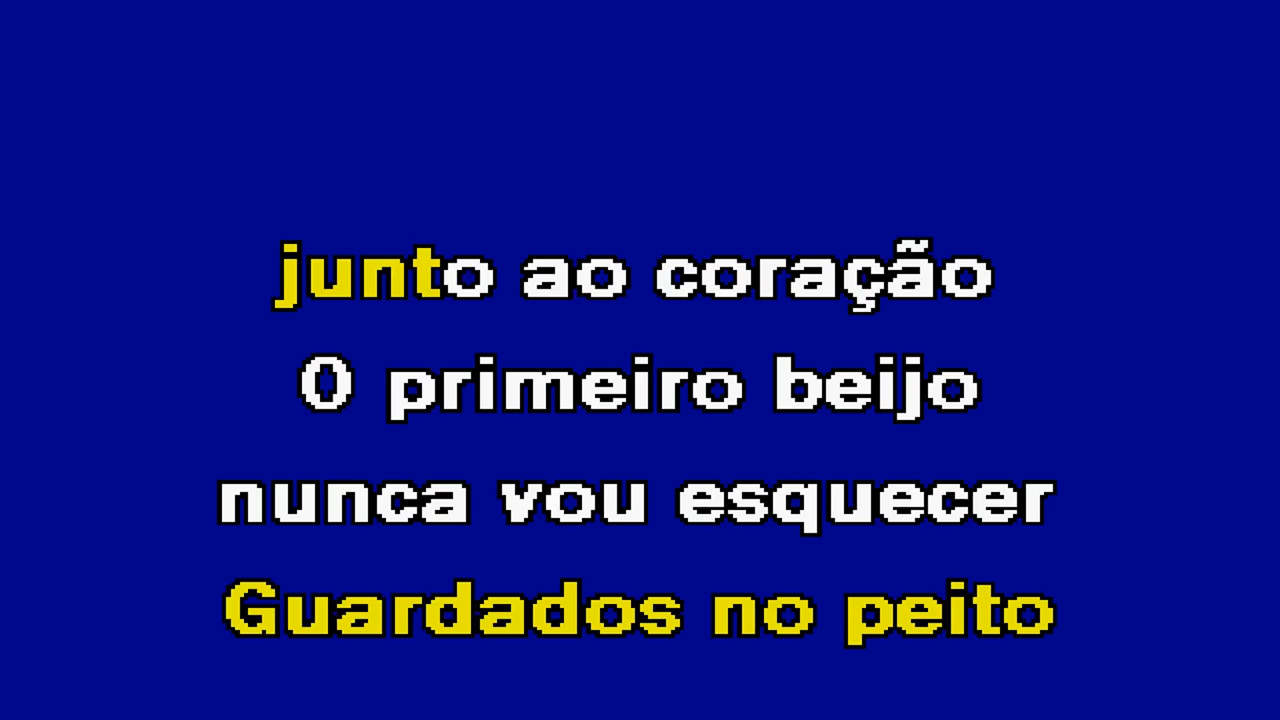 junto ao coração
O primeiro beijo
nunca vou esquecer
Guardados no peito